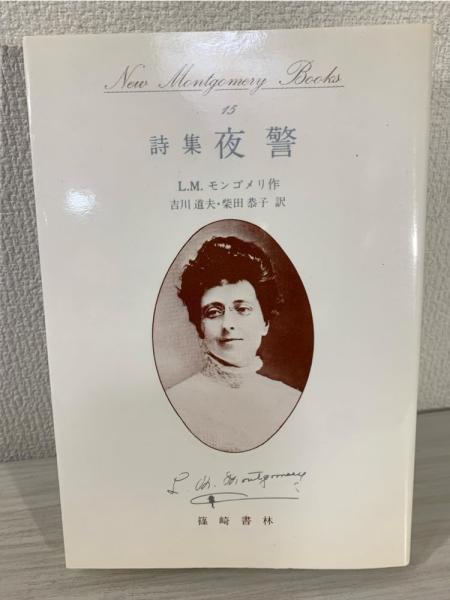 New Montgomery Books
15
詩集 夜警
L.M. モンゴメリ作
吉川道夫・柴田恭子 訳
L. M. Montgomery
篠崎書林